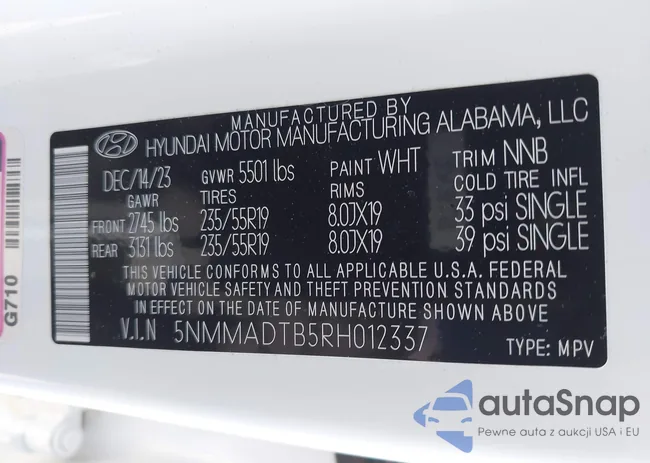 MANUFACTURED BY
HYUNDAI MOTOR MANUFACTURING ALABAMA, LLC
DEC/14/23 GVWR 5501 lbs PAINT WHT TRIM NNB
GAWR TIRES RIMS COLD TIRE INFL
FRONT 2745 lbs 235/55R19 8.0JX19 33 psi SINGLE
REAR 3131 lbs 235/55R19 8.0JX19 39 psi SINGLE
THIS VEHICLE CONFORMS TO ALL APPLICABLE U.S.A. FEDERAL
MOTOR VEHICLE SAFETY AND THEFT PREVENTION STANDARDS
IN EFFECT ON THE DATE OF MANUFACTURE SHOWN ABOVE.
V.I.N 5NMMADTB5RH012337
TYPE: MPV
G710
autaSnap
Pewne auta z aukcji USA i EU